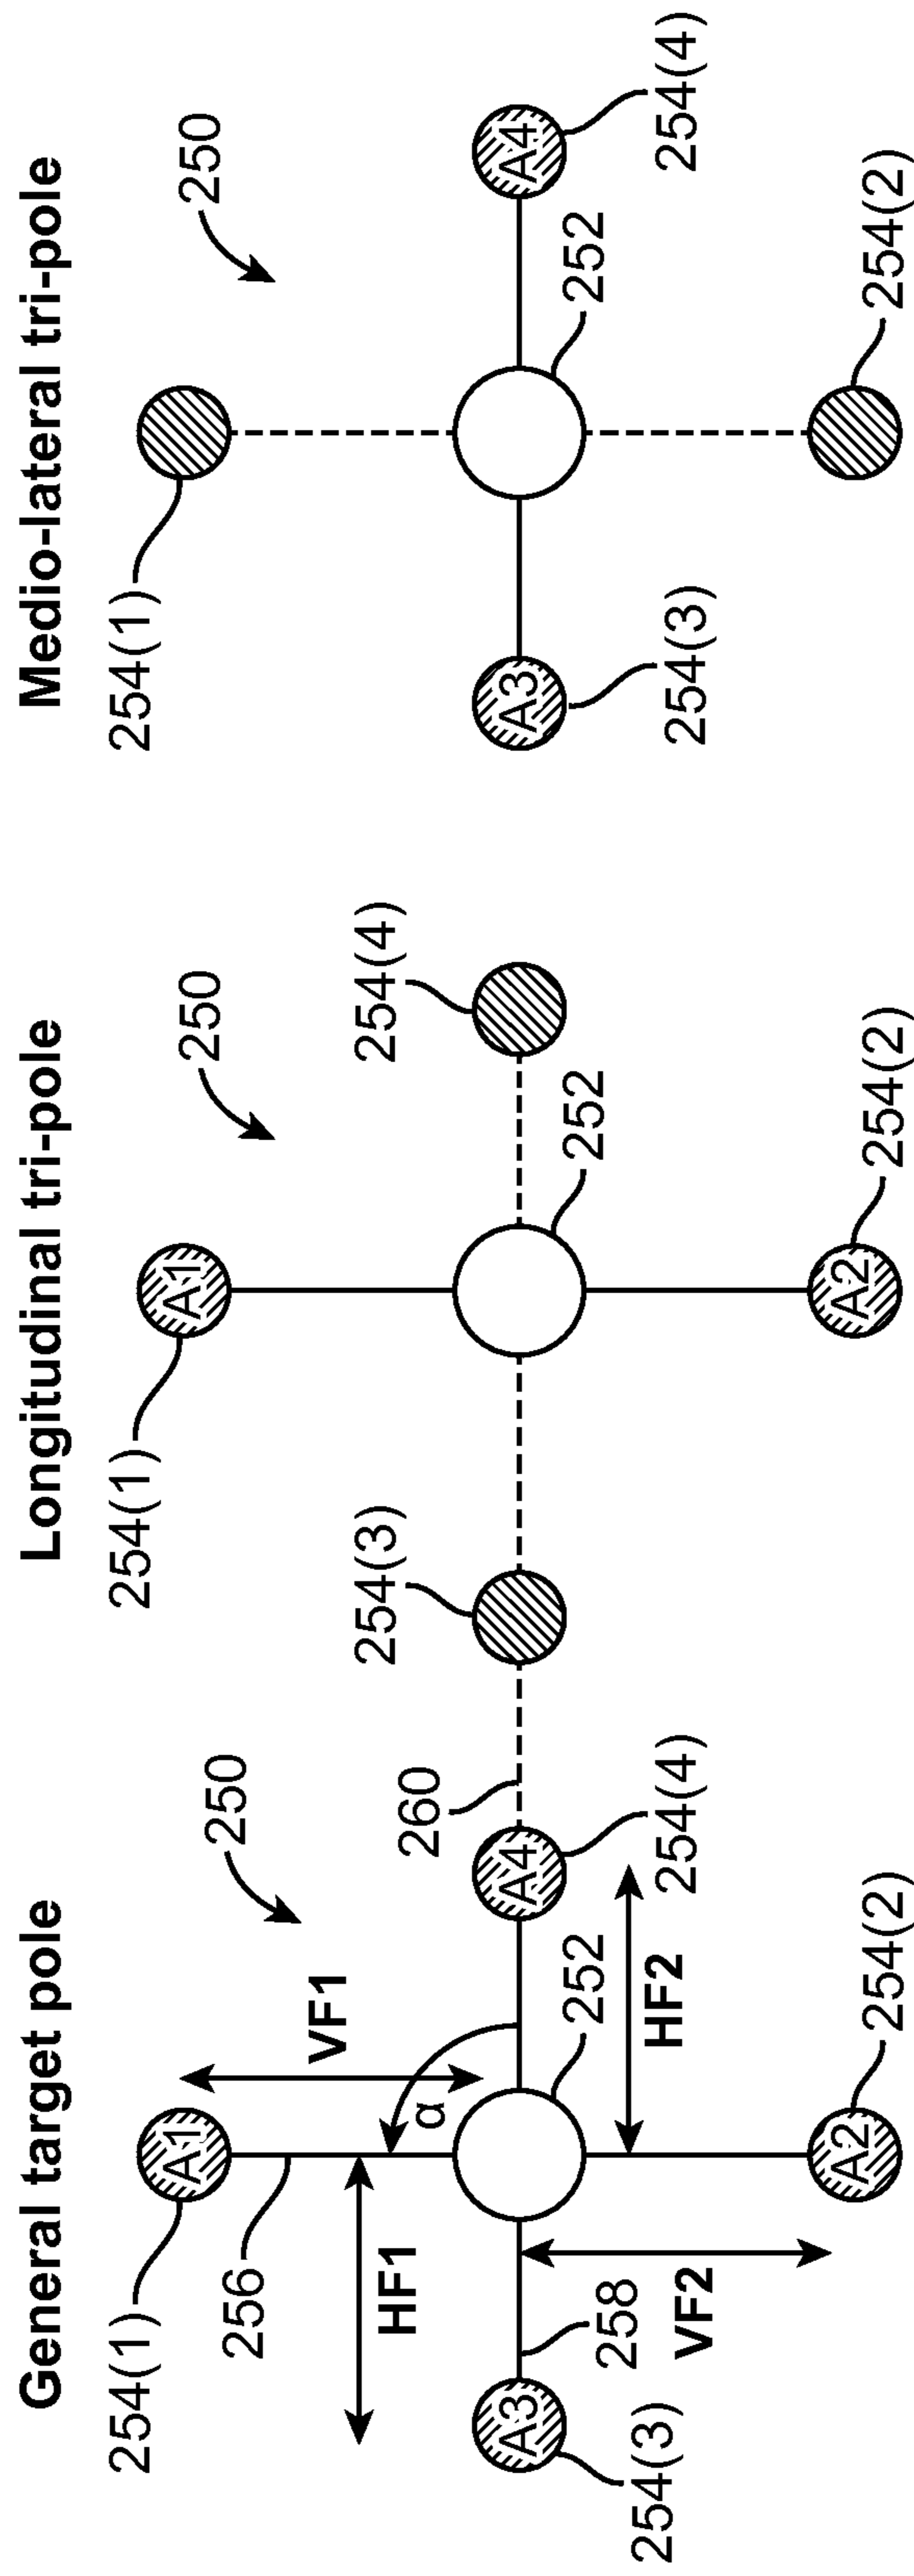 General target pole
254(1)
A1
256
HF1
VF1
250
α
A3
254(3)
258
VF2
252
HF2
A4
254(4)
260
A2
254(2)
Longitudinal tri-pole
254(1)
A1
250
254(3)
254(4)
252
A2
254(2)
Medio-lateral tri-pole
254(1)
250
A3
254(3)
252
A4
254(4)
254(2)